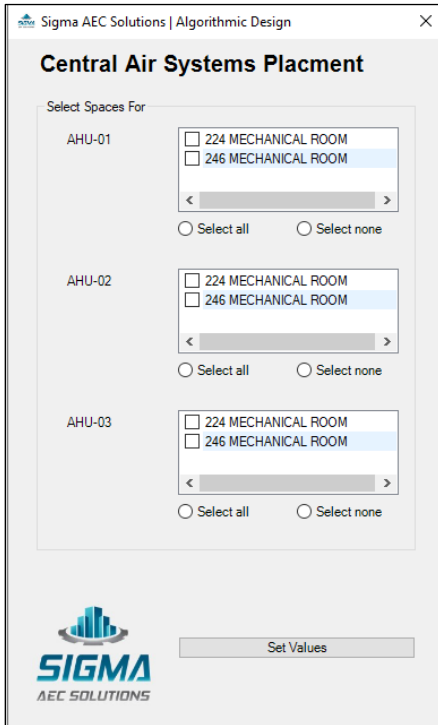 Sigma AEC Solutions | Algorithmic Design
Central Air Systems Placment
Select Spaces For
AHU-01
224 MECHANICAL ROOM
246 MECHANICAL ROOM
Select all Select none
AHU-02
224 MECHANICAL ROOM
246 MECHANICAL ROOM
Select all Select none
AHU-03
224 MECHANICAL ROOM
246 MECHANICAL ROOM
Select all Select none
Set Values
SIGMA
AEC SOLUTIONS